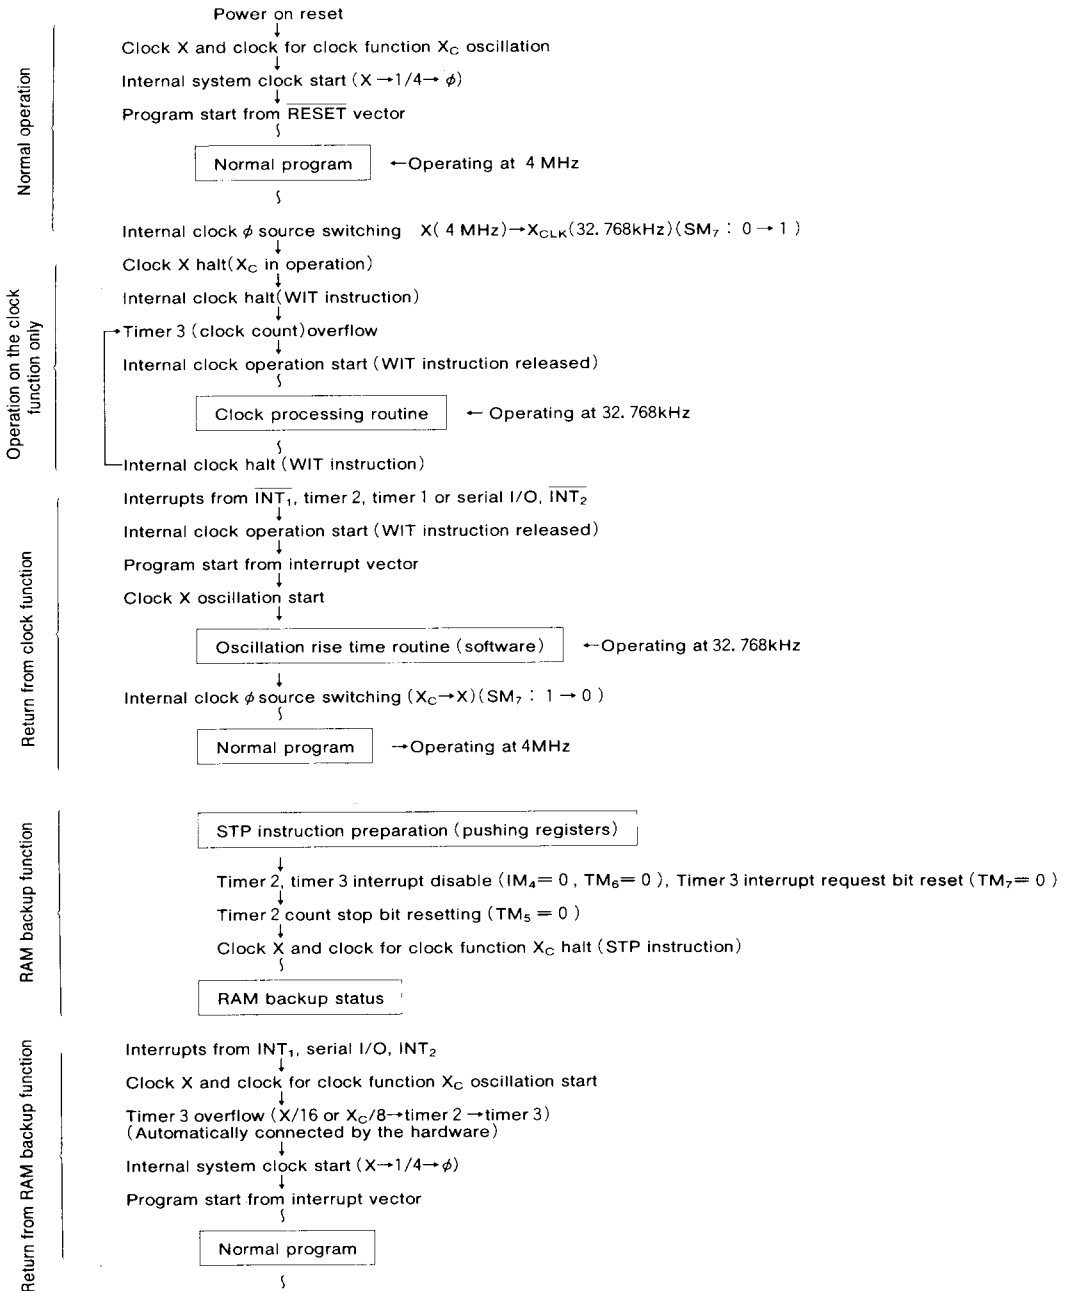 Power on reset
↓
Clock X and clock for clock function X_C oscillation
↓
Internal system clock start (X→1/4→ϕ)
↓
Program start from R̅E̅S̅E̅T̅ vector
Normal operation
Normal program ←Operating at 4 MHz
Internal clock ϕ source switching X( 4 MHz)→X_CLK(32. 768kHz)(SM₇ : 0 → 1 )
↓
Clock X halt(X_C in operation)
↓
Internal clock halt(WIT instruction)
↓
Timer 3 (clock count)overflow
↓
Operation on the clock
function only
Internal clock operation start (WIT instruction released)
Clock processing routine ← Operating at 32. 768kHz
Internal clock halt (WIT instruction)
Interrupts from I̅N̅T̅₁, timer 2, timer 1 or serial I/O, I̅N̅T̅₂
↓
Internal clock operation start (WIT instruction released)
↓
Program start from interrupt vector
↓
Clock X oscillation start
↓
Return from clock function
Oscillation rise time routine (software) ←Operating at 32. 768kHz
↓
Internal clock ϕ source switching (X_C→X)(SM₇ : 1 → 0 )
Normal program →Operating at 4MHz
RAM backup function
STP instruction preparation (pushing registers)
↓
Timer 2, timer 3 interrupt disable (IM₄= 0 , TM₆= 0 ), Timer 3 interrupt request bit reset (TM₇= 0 )
↓
Timer 2 count stop bit resetting (TM₅ = 0 )
↓
Clock X and clock for clock function X_C halt (STP instruction)
RAM backup status
Return from RAM backup function
Interrupts from INT₁, serial I/O, INT₂
↓
Clock X and clock for clock function X_C oscillation start
↓
Timer 3 overflow (X/16 or X_C/8→timer 2 →timer 3)
(Automatically connected by the hardware)
↓
Internal system clock start (X→1/4→ϕ)
↓
Program start from interrupt vector
Normal program